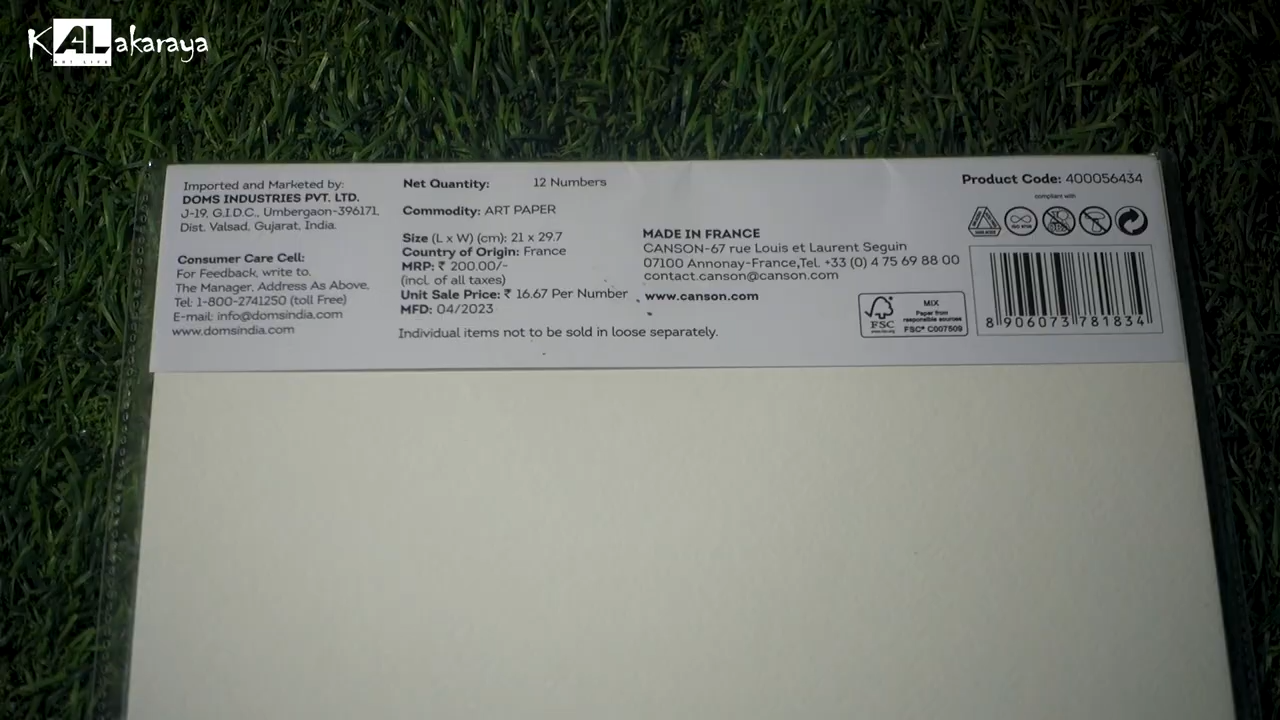 KALakaraya
ART LIFE
Imported and Marketed by:
DOMS INDUSTRIES PVT. LTD.
J-19, G.I.D.C., Umbergaon-396171,
Dist. Valsad, Gujarat, India.
Consumer Care Cell:
For Feedback, write to,
The Manager, Address As Above,
Tel: 1-800-2741250 (toll Free)
E-mail: info@domsindia.com
www.domsindia.com
Net Quantity: 12 Numbers
Commodity: ART PAPER
Size (L x W) (cm): 21 x 29.7
Country of Origin: France
MRP: ₹ 200.00/-
(incl. of all taxes)
Unit Sale Price: ₹ 16.67 Per Number
MFD: 04/2023
Individual items not to be sold in loose separately.
MADE IN FRANCE
CANSON-67 rue Louis et Laurent Seguin
07100 Annonay-France,Tel. +33 (0) 4 75 69 88 00
contact.canson@canson.com
www.canson.com
Product Code: 400056434
compliant with
ISO 9706
FSC
MIX
Paper from
responsible sources
FSC® C007509
8 906073 781834